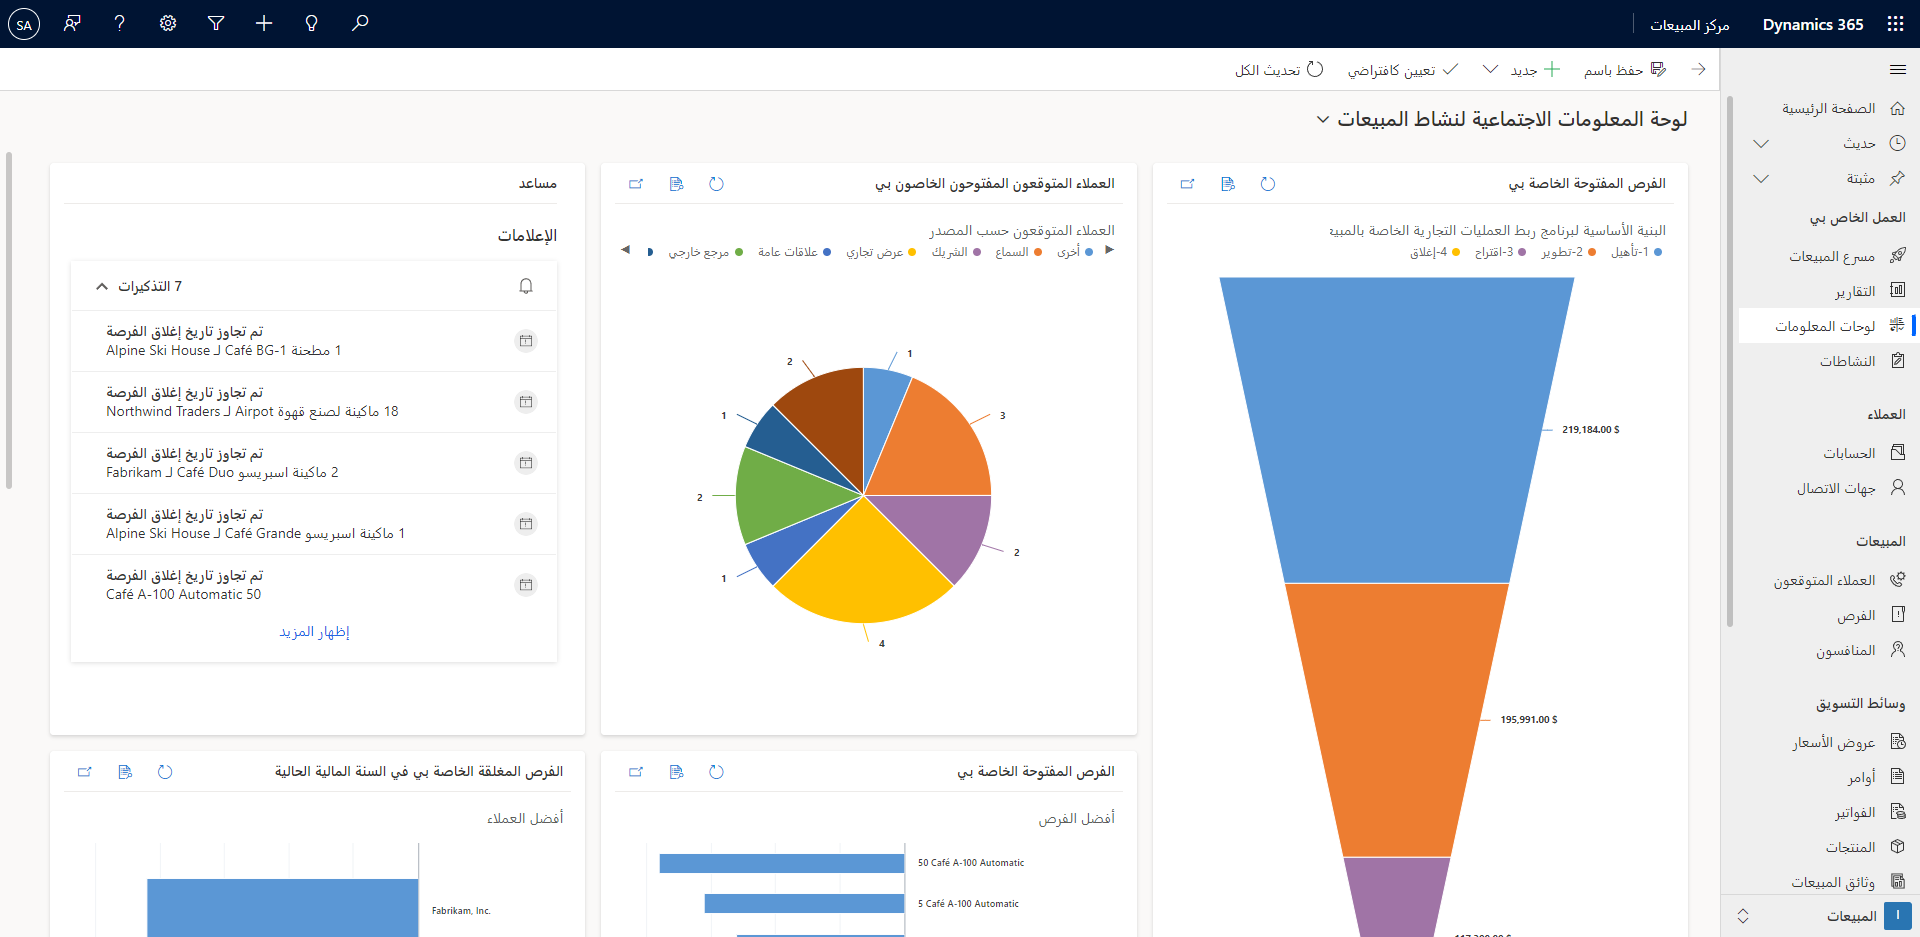 Dynamics 365
مركز المبيعات
SA
حفظ باسم
جديد
تعيين كافتراضي
تحديث الكل
الصفحة الرئيسية
حديث
مثبتة
العمل الخاص بي
مسرع المبيعات
التقارير
لوحات المعلومات
النشاطات
العملاء
الحسابات
جهات الاتصال
المبيعات
العملاء المتوقعون
الفرص
المنافسون
وسائط التسويق
عروض الأسعار
أوامر
الفواتير
المنتجات
وثائق المبيعات
ا
المبيعات
لوحة المعلومات الاجتماعية لنشاط المبيعات
الفرص المفتوحة الخاصة بي
البنية الأساسية لبرنامج ربط العمليات التجارية الخاصة بالمبيع
1-تأهيل 2-تطوير 3-اقتراح 4-إغلاق
219,184.00 $
195,991.00 $
العملاء المتوقعون المفتوحون الخاصون بي
العملاء المتوقعون حسب المصدر
أخرى السماع الشريك عرض تجاري علاقات عامة مرجع خارجي
1
3
2
4
1
2
1
2
مساعد
الإعلامات
7 التذكيرات
تم تجاوز تاريخ إغلاق الفرصة
1 مطحنة Café BG-1 لـ Alpine Ski House
تم تجاوز تاريخ إغلاق الفرصة
18 ماكينة لصنع قهوة Airpot لـ Northwind Traders
تم تجاوز تاريخ إغلاق الفرصة
2 ماكينة اسبريسو Café Duo لـ Fabrikam
تم تجاوز تاريخ إغلاق الفرصة
1 ماكينة اسبريسو Café Grande لـ Alpine Ski House
تم تجاوز تاريخ إغلاق الفرصة
Café A-100 Automatic 50
إظهار المزيد
الفرص المفتوحة الخاصة بي
أفضل الفرص
50 Café A-100 Automatic
5 Café A-100 Automatic
الفرص المغلقة الخاصة بي في السنة المالية الحالية
أفضل العملاء
Fabrikam, Inc.